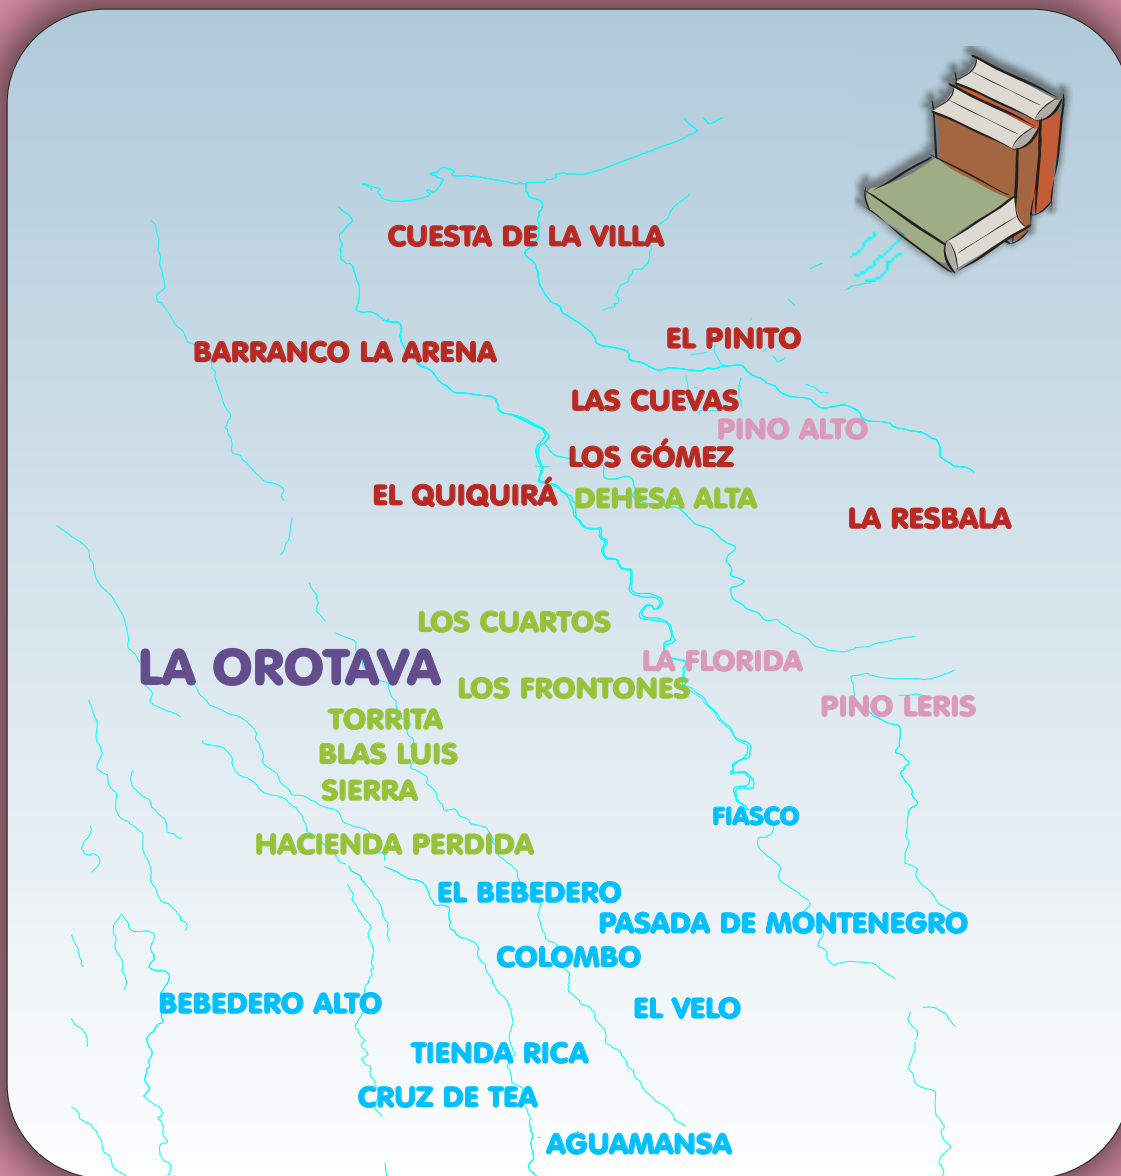 CUESTA DE LA VILLA
EL PINITO
BARRANCO LA ARENA
LAS CUEVAS
PINO ALTO
LOS GÓMEZ
EL QUIQUIRÁ
DEHESA ALTA
LA RESBALA
LOS CUARTOS
LA OROTAVA
LA FLORIDA
LOS FRONTONES
PINO LERIS
TORRITA
BLAS LUIS
SIERRA
FIASCO
HACIENDA PERDIDA
EL BEBEDERO
PASADA DE MONTENEGRO
COLOMBO
BEBEDERO ALTO
EL VELO
TIENDA RICA
CRUZ DE TEA
AGUAMANSA